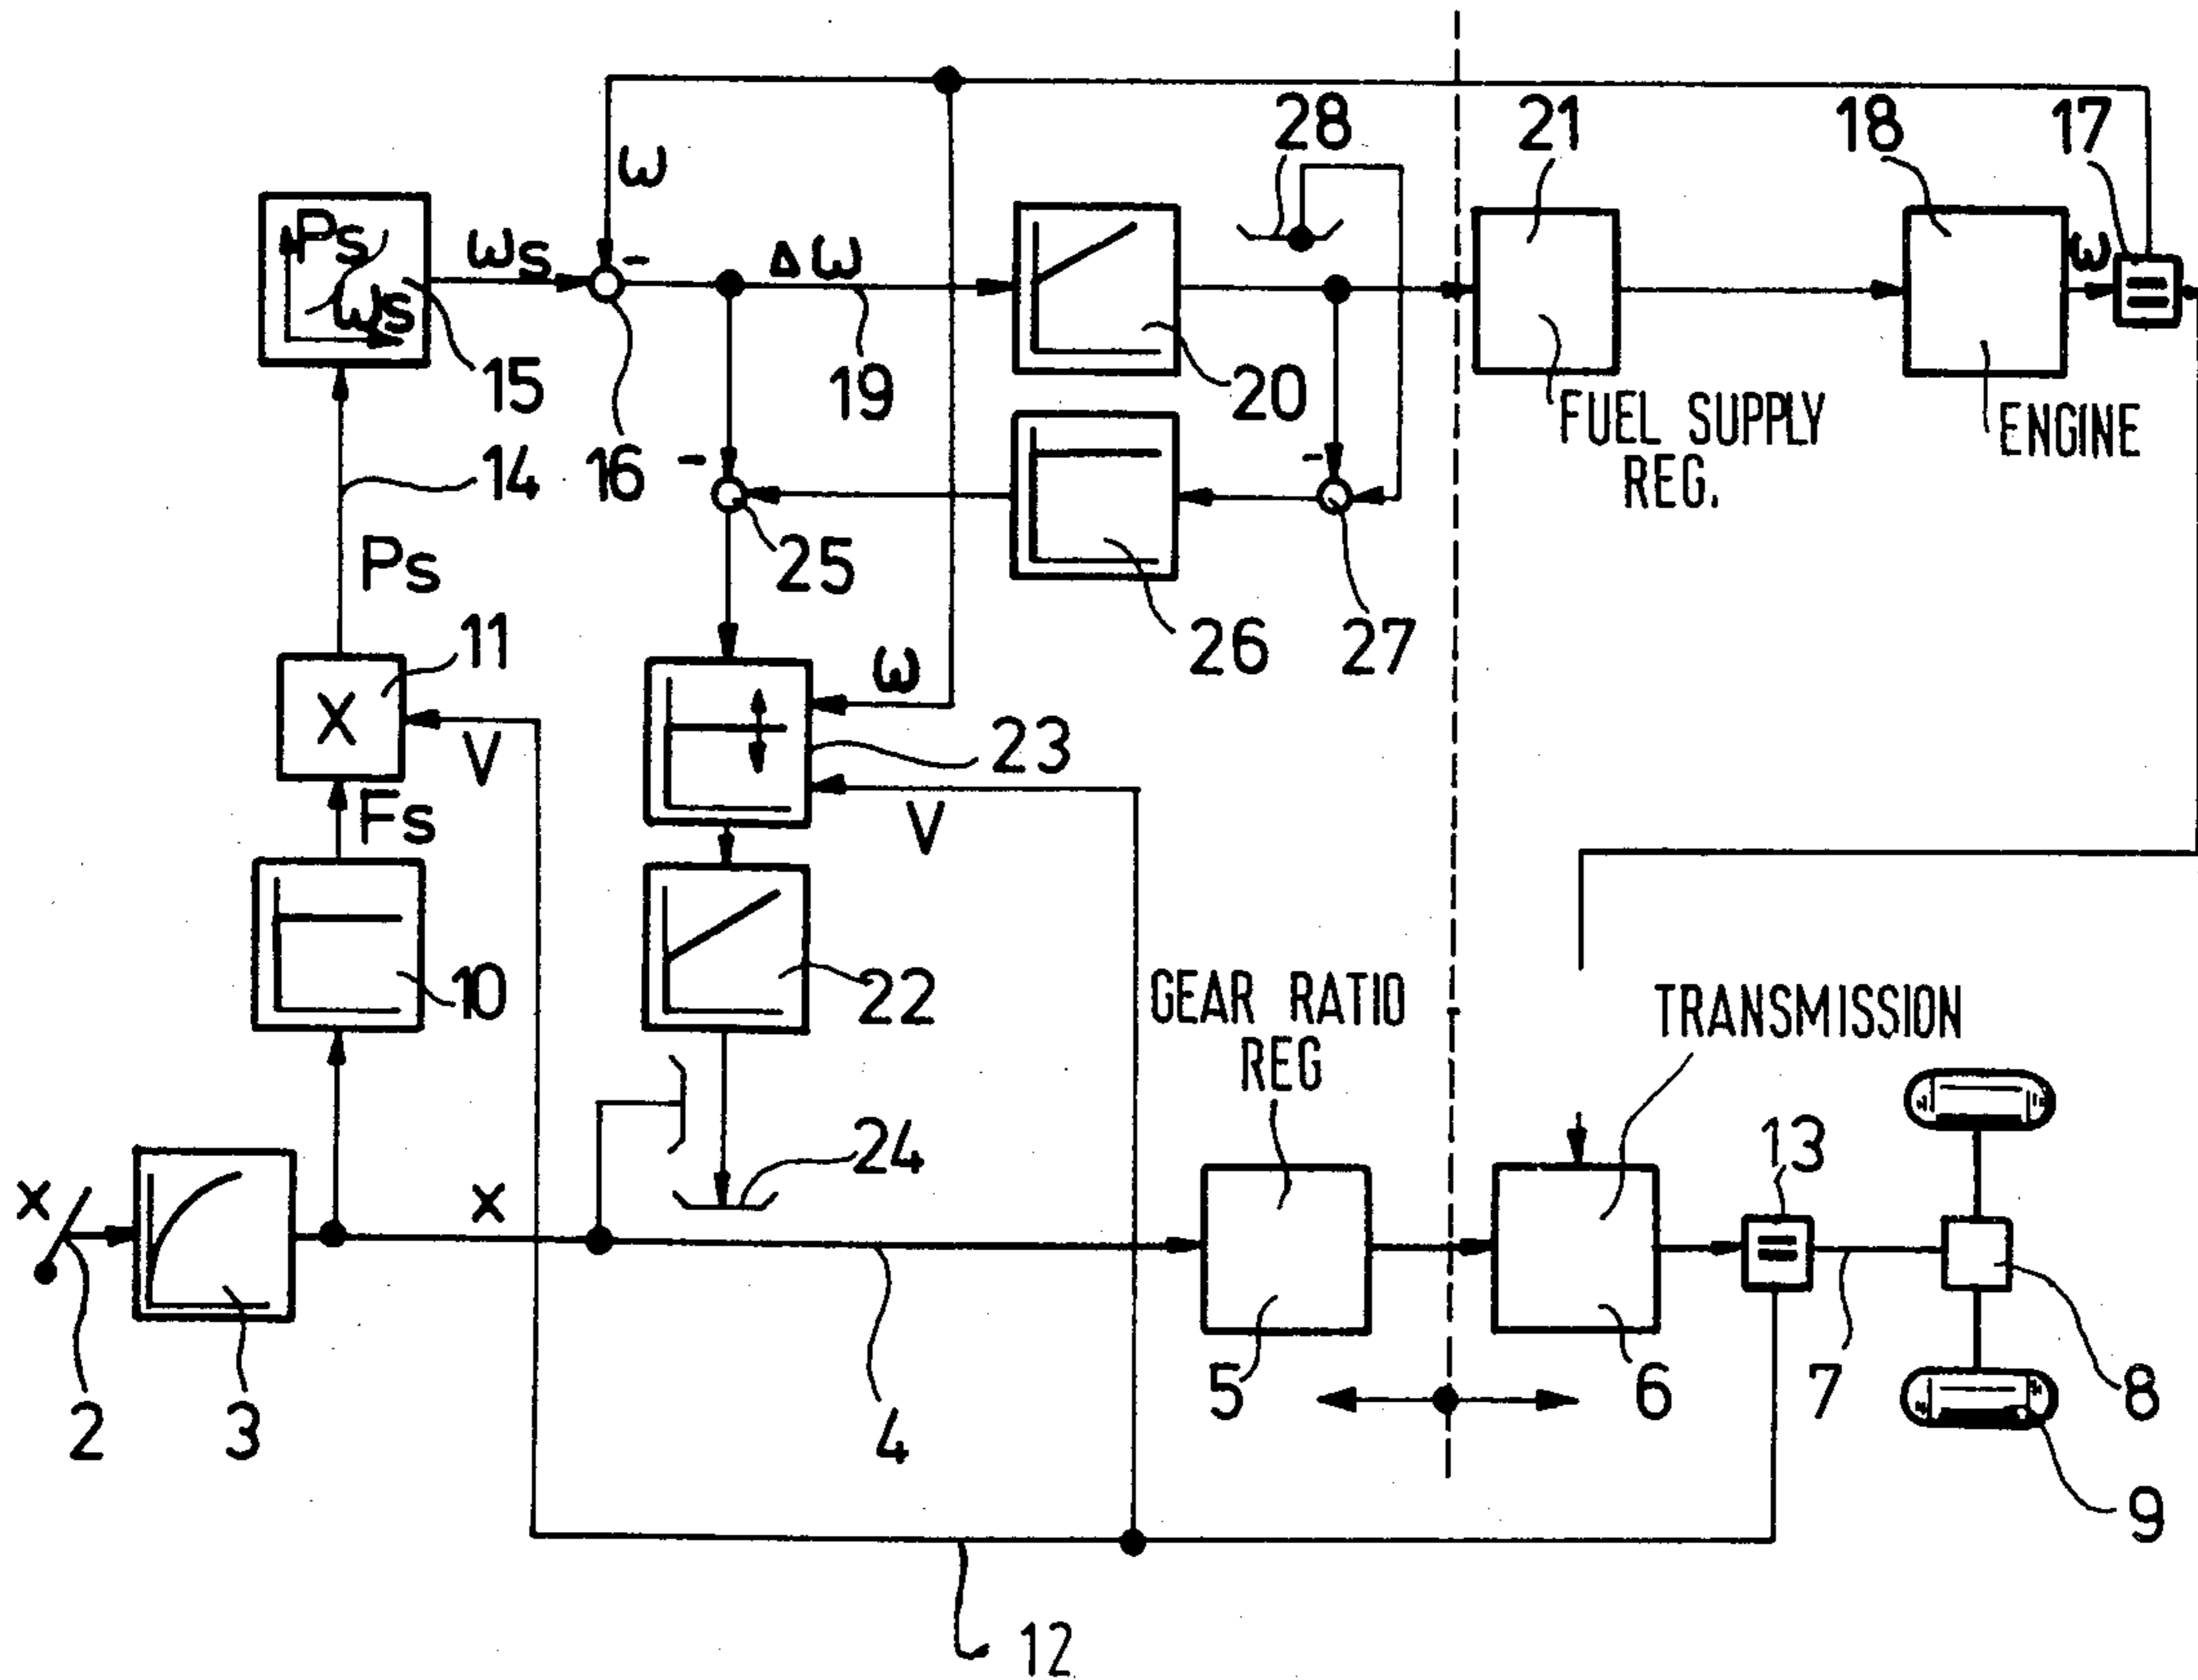 28
21
18
17
ω
Ps
ωs
ωs
-
Δω
ω
15
19
20
FUEL SUPPLY
REG.
ENGINE
14
16
-
-
Ps
25
26
27
11
X
V
ω
23
Fs
V
10
22
GEAR RATIO
REG
TRANSMISSION
24
13
x
x
2
3
4
5
6
7
8
9
12